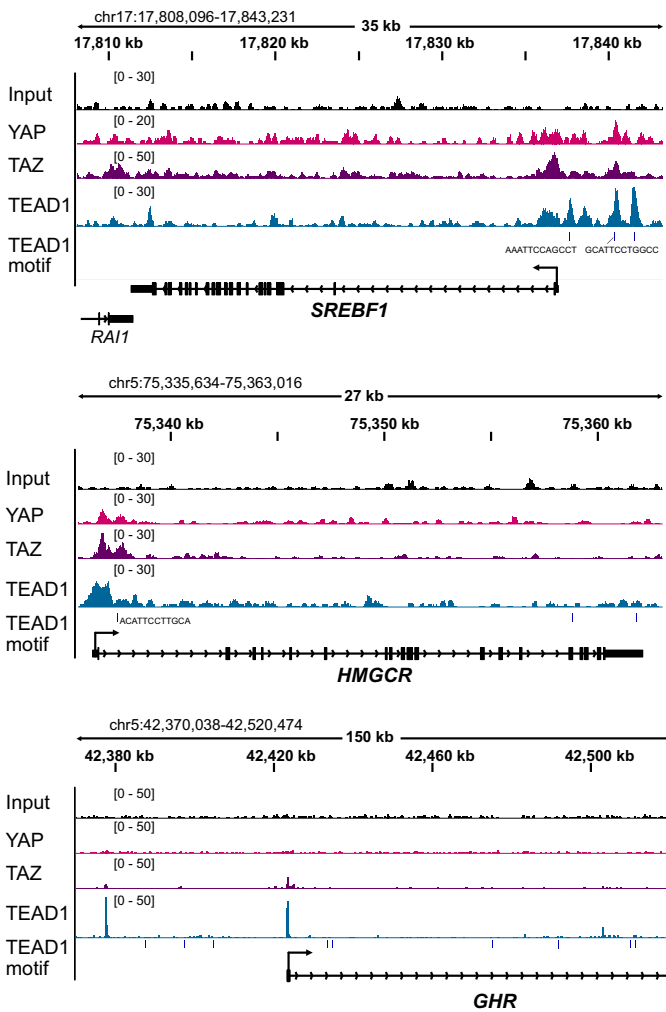 chr17:17,808,096-17,843,231
35 kb
17,810 kb 17,820 kb 17,830 kb 17,840 kb
[0 - 30]
Input
[0 - 20]
YAP
[0 - 50]
TAZ
[0 - 30]
TEAD1
TEAD1
motif
AAATTCCAGCCT GCATTCCTGGCC
SREBF1
RAI1
chr5:75,335,634-75,363,016
27 kb
75,340 kb 75,350 kb 75,360 kb
[0 - 30]
Input
[0 - 30]
YAP
[0 - 30]
TAZ
[0 - 30]
TEAD1
TEAD1
motif
ACATTCCTTGCA
HMGCR
chr5:42,370,038-42,520,474
150 kb
42,380 kb 42,420 kb 42,460 kb 42,500 kb
[0 - 50]
Input
[0 - 50]
YAP
[0 - 50]
TAZ
[0 - 50]
TEAD1
TEAD1
motif
GHR